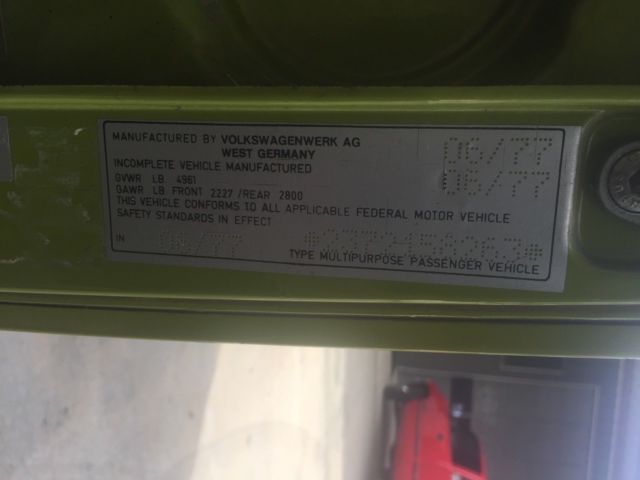 MANUFACTURED BY VOLKSWAGENWERK AG 06/77
WEST GERMANY
INCOMPLETE VEHICLE MANUFACTURED 06/77
GVWR LB 4961
GAWR LB FRONT 2227 / REAR 2800
THIS VEHICLE CONFORMS TO ALL APPLICABLE FEDERAL MOTOR VEHICLE
SAFETY STANDARDS IN EFFECT
IN 06/77
TYPE MULTIPURPOSE PASSENGER VEHICLE